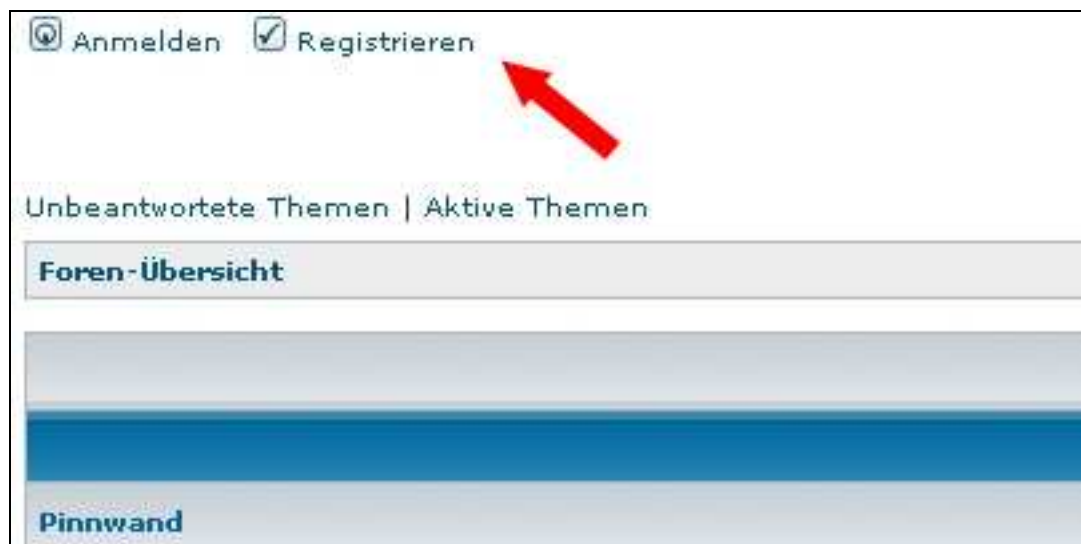 Anmelden Registrieren
Unbeantwortete Themen | Aktive Themen
Foren-Übersicht
Pinnwand